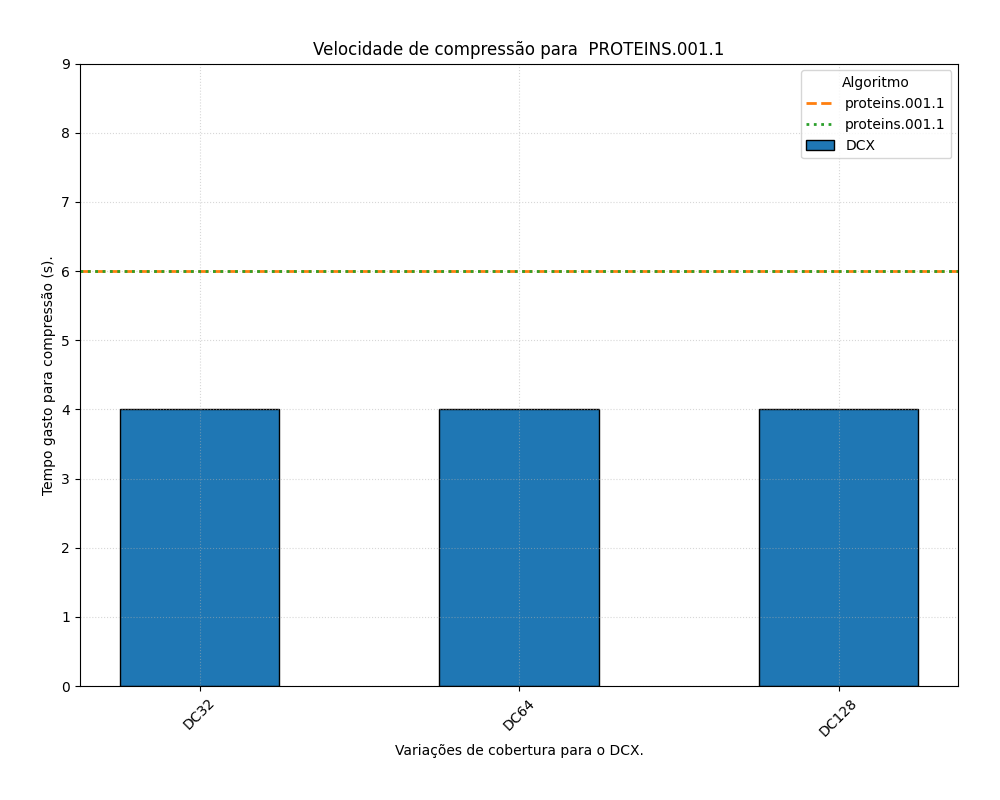 Velocidade de compressão para  PROTEINS.001.1
Algoritmo
proteins.001.1
proteins.001.1
DCX
Tempo gasto para compressão (s).
9
8
7
6
5
4
3
2
1
0
DC32
DC64
DC128
Variações de cobertura para o DCX.